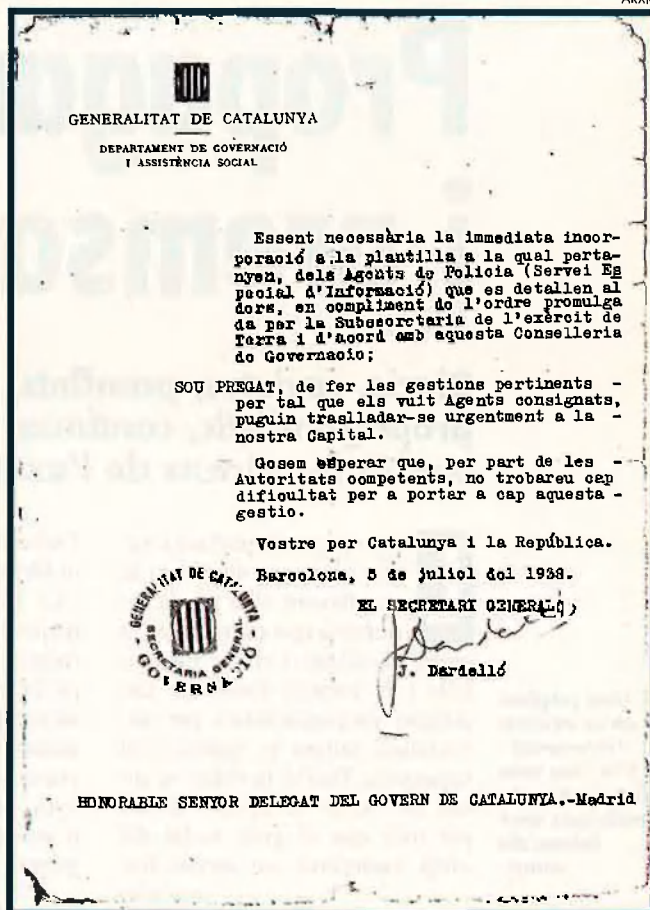 GENERALITAT DE CATALUNYA
DEPARTAMENT DE GOVERNACIÓ
I ASSISTÈNCIA SOCIAL
Essent necessària la immediata incor-
poració a la plantilla a la qual perta-
nyen, dels Agents de Policia (Servei Es
pecial d'Informació) que es detallen al
dors, en compliment de l'ordre promulga
da per la Subsecretaria de l'exèrcit de
Terra i d'acord amb aquesta Conselleria
de Governacio;
SOU PREGAT, de fer les gestions pertinents -
per tal que els vuit Agents consignats,
puguin traslladar-se urgentment a la -
nostra Capital.
Gosem esperar que, per part de les -
Autoritats competents, no trobareu cap
dificultat per a portar a cap aquesta -
gestio.
Vostre per Catalunya i la República.
Barcelona, 3 de juliol del 1938.
EL SECRETARI GENERAL,
J. Dardelló
GENERALITAT DE CATALUNYA
SECRETARIA GENERAL
GOVERNACIÓ
HONORABLE SENYOR DELEGAT DEL GOVERN DE CATALUNYA.-Madrid